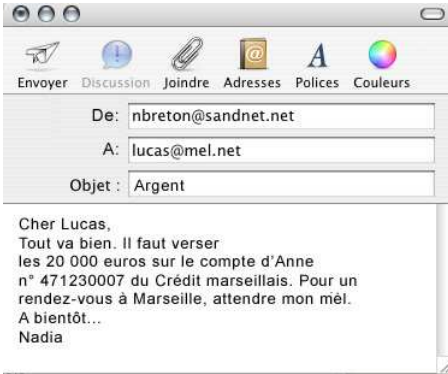 Envoyer Discussion Joindre Adresses Polices Couleurs
De: nbreton@sandnet.net
A: lucas@mel.net
Objet : Argent
Cher Lucas,
Tout va bien. Il faut verser
les 20 000 euros sur le compte d'Anne
n° 471230007 du Crédit marseillais. Pour un
rendez-vous à Marseille, attendre mon mèl.
A bientôt...
Nadia